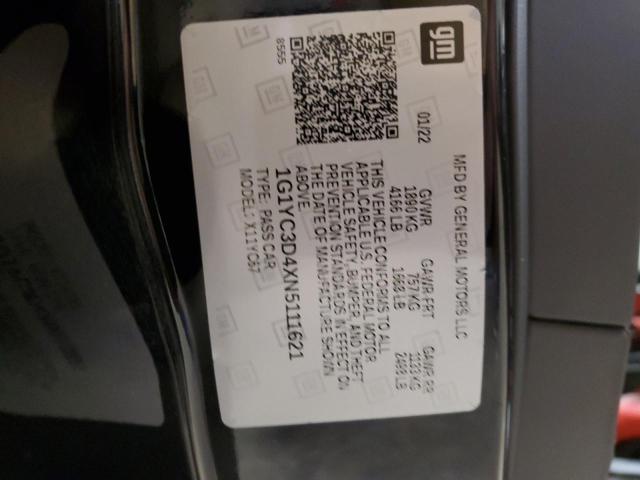 gm
MFD BY GENERAL MOTORS LLC
01/22 GVWR GAWR FRT GAWR RR
1890 KG 757 KG 1133 KG
4166 LB 1668 LB 2498 LB
THIS VEHICLE CONFORMS TO ALL
APPLICABLE U.S. FEDERAL MOTOR
VEHICLE SAFETY, BUMPER, AND THEFT
PREVENTION STANDARDS IN EFFECT ON
THE DATE OF MANUFACTURE SHOWN
ABOVE.
1G1YC3D4XN5111621
TYPE: PASS CAR
MODEL: X11YC67
8555